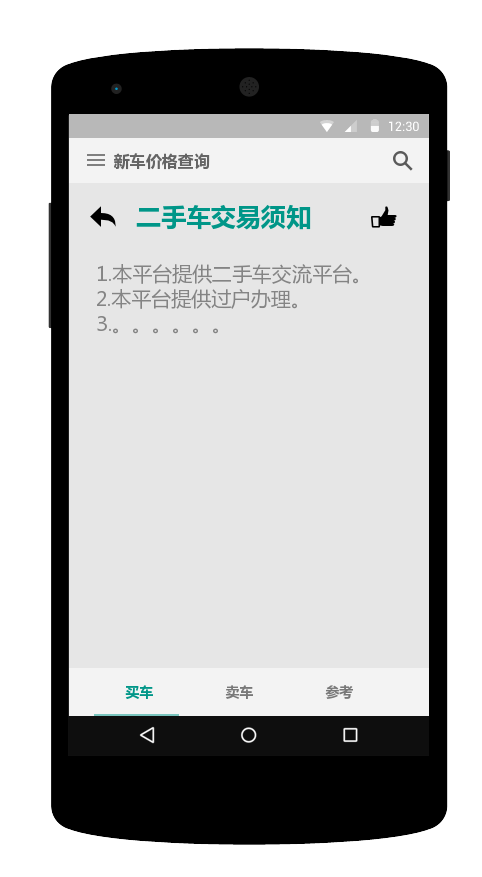 12:30
新车价格查询
二手车交易须知
1.本平台提供二手车交流平台。
2.本平台提供过户办理。
3.。。。。。。
买车 卖车 参考